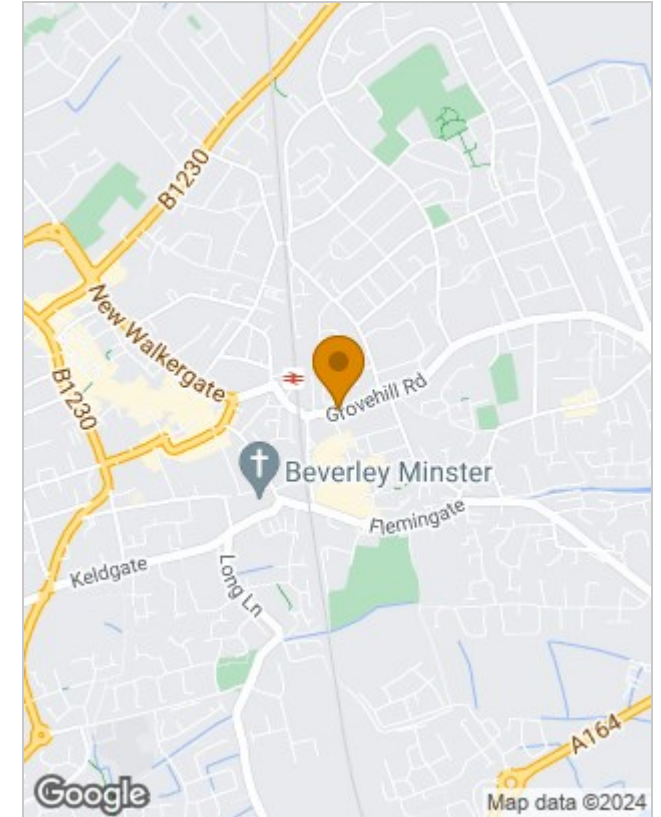 B1230
New Walkergate
B1230
Grovehill Rd
Beverley Minster
Flemingate
Keldgate
Long Ln
A164
Google
Map data ©2024